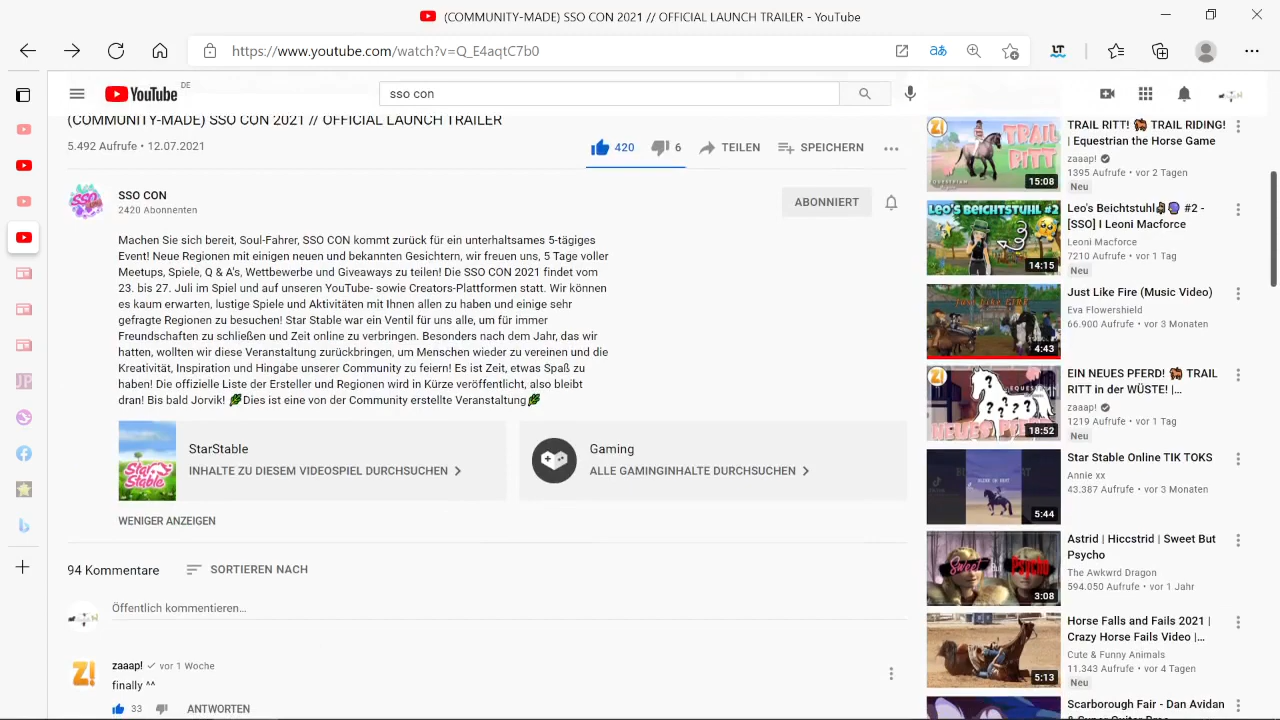 (COMMUNITY-MADE) SSO CON 2021 // OFFICIAL LAUNCH TRAILER - YouTube
https://www.youtube.com/watch?v=Q_E4aqtC7b0
YouTube DE
sso con
(COMMUNITY-MADE) SSO CON 2021 // OFFICIAL LAUNCH TRAILER
5.492 Aufrufe • 12.07.2021
420
6
TEILEN
SPEICHERN
SSO CON
2420 Abonnenten
ABONNIERT
Machen Sie sich bereit, Soul-Fahrer, SSO CON kommt zurück für ein unterhaltsames 5-tägiges
Event! Neue Regionen mit einigen neuen und bekannten Gesichtern, wir freuen uns, 5 Tage voller
Meetups, Spiele, Q & As, Wettbewerbe und Giveaways zu teilen! Die SSO CON 2021 findet vom
23. bis 27. Juli im Spiel und auf unseren YouTube- sowie Creators-Plattformen statt. Wir können
es kaum erwarten, lustige Spiele und Aktivitäten mit Ihnen allen zu haben und einige sehr
gefragte Regionen zu besuchen! Star Stable war ein Ventil für uns alle, um für immer
Freundschaften zu schließen und Zeit online zu verbringen. Besonders nach dem Jahr, das wir
hatten, wollten wir diese Veranstaltung zurückbringen, um Menschen wieder zu vereinen und die
Kreativität, Inspiration und Hingabe unserer Community zu feiern! Es ist Zeit, etwas Spaß zu
haben! Die offizielle Liste der Ersteller und Regionen wird in Kürze veröffentlicht, also bleibt
dran! Bis bald Jorvik! Dies ist eine von der Community erstellte Veranstaltung
Star Stable
StarStable
INHALTE ZU DIESEM VIDEOSPIEL DURCHSUCHEN
Gaming
ALLE GAMINGINHALTE DURCHSUCHEN
WENIGER ANZEIGEN
94 Kommentare
SORTIEREN NACH
Öffentlich kommentieren...
Z!
zaaap! vor 1 Woche
finally ^^
33
ANTWORTEN
TRAIL
RITT
15:08
TRAIL RITT! TRAIL RIDING!
| Equestrian the Horse Game
zaaap!
1395 Aufrufe • vor 2 Tagen
Neu
LEO'S BEICHTSTUHL #2
14:15
Leo's Beichtstuhl #2 -
[SSO] I Leoni Macforce
Leoni Macforce
7210 Aufrufe • vor 1 Tag
Neu
Just Like FIRE
4:43
Just Like Fire (Music Video)
Eva Flowershield
66.900 Aufrufe • vor 3 Monaten
18:52
EIN NEUES PFERD! TRAIL
RITT in der WÜSTE! |...
zaaap!
1219 Aufrufe • vor 1 Tag
Neu
5:44
Star Stable Online TIK TOKS
Annie xx
43.387 Aufrufe • vor 3 Monaten
Sweet but Psycho
3:08
Astrid | Hiccstrid | Sweet But
Psycho
The Awkwrd Dragon
594.050 Aufrufe • vor 1 Jahr
5:13
Horse Falls and Fails 2021 |
Crazy Horse Fails Video |...
Cute & Funny Animals
11.343 Aufrufe • vor 4 Tagen
Neu
Scarborough Fair - Dan Avidan